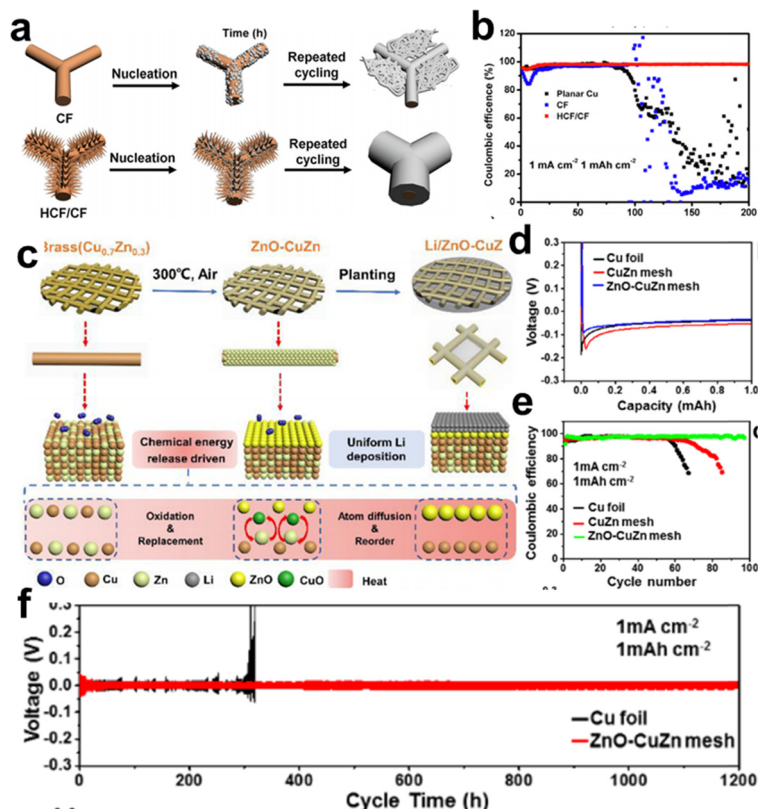 a
Time (h)
Nucleation
Repeated
cycling
CF
Nucleation
Repeated
cycling
HCF/CF
b
Coulombic efficence (%)
120
100
80
60
40
20
0
Planar Cu
CF
HCF/CF
1 mA cm-2 1 mAh cm-2
0 50 100 150 200
c
Brass(Cu0.7Zn0.3)
ZnO-CuZn
Li/ZnO-CuZ
300℃, Air
Planting
Chemical energy
release driven
Uniform Li
deposition
Oxidation
&
Replacement
Atom diffusion
&
Reorder
O Cu Zn Li ZnO CuO Heat
d
Voltage (V)
0.3
0.2
0.1
0.0
-0.1
-0.2
-0.3
Cu foil
CuZn mesh
ZnO-CuZn mesh
0.0 0.2 0.4 0.6 0.8 1.0
Capacity (mAh)
e
Coulombic efficiency
100
80
60
40
20
0
1mA cm-2
1mAh cm-2
Cu foil
CuZn mesh
ZnO-CuZn mesh
0 20 40 60 80 100
Cycle number
f
Voltage (V)
0.3
0.2
0.1
0.0
-0.1
-0.2
-0.3
1mA cm-2
1mAh cm-2
Cu foil
ZnO-CuZn mesh
0 200 400 600 800 1000 1200
Cycle Time (h)